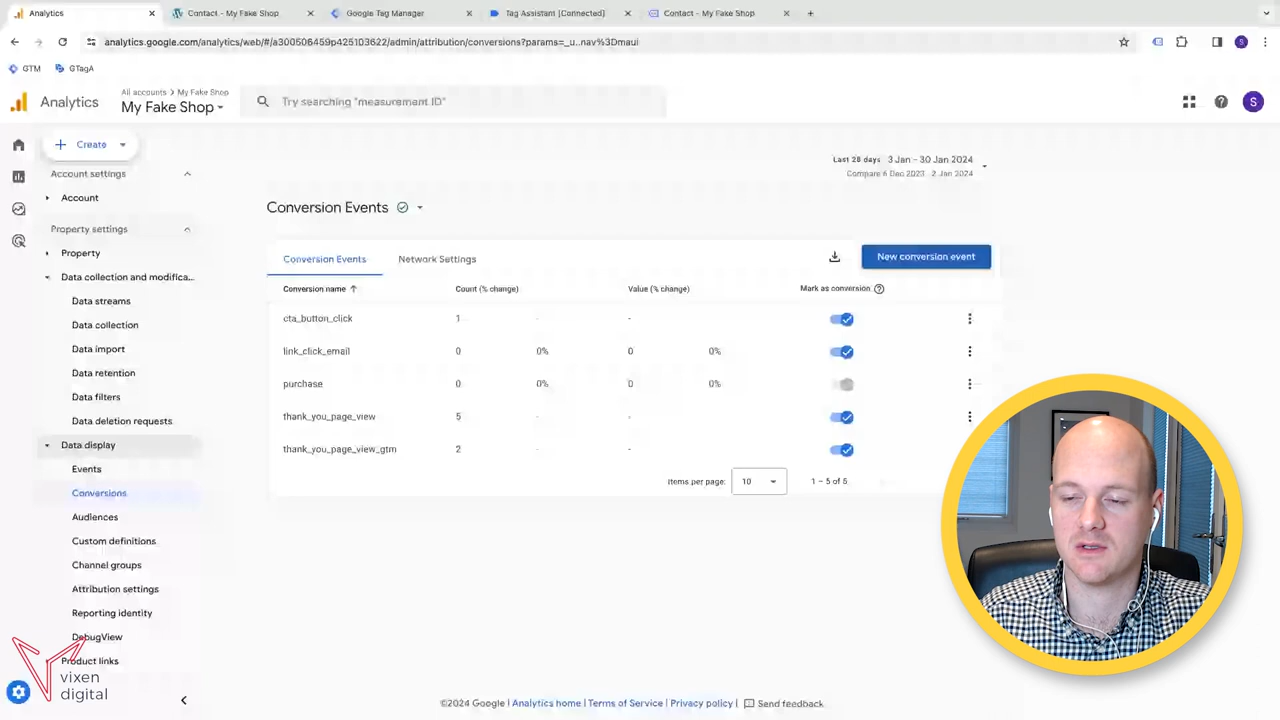 Analytics
Contact - My Fake Shop
Google Tag Manager
Tag Assistant [Connected]
Contact - My Fake Shop
analytics.google.com/analytics/web/#/a300506459p425103622/admin/attribution/conversions?params=_u..nav%3Dmaui
GTM
GTagA
Analytics
All accounts > My Fake Shop
My Fake Shop
Try searching "measurement ID"
S
S
Create
Account settings
Account
Property settings
Property
Data collection and modifica...
Data streams
Data collection
Data import
Data retention
Data filters
Data deletion requests
Data display
Events
Conversions
Audiences
Custom definitions
Channel groups
Attribution settings
Reporting identity
DebugView
Product links
vixen
digital
Last 28 days 3 Jan - 30 Jan 2024
Compare 6 Dec 2023 - 2 Jan 2024
Conversion Events
Conversion Events Network Settings
New conversion event
Conversion name Count (% change) Value (% change) Mark as conversion
cta_button_click 1 - -
link_click_email 0 0% 0 0%
purchase 0 0% 0 0%
thank_you_page_view 5 - -
thank_you_page_view_gtm 2 - -
Items per page: 10 1 – 5 of 5
©2024 Google | Analytics home | Terms of Service | Privacy policy | Send feedback